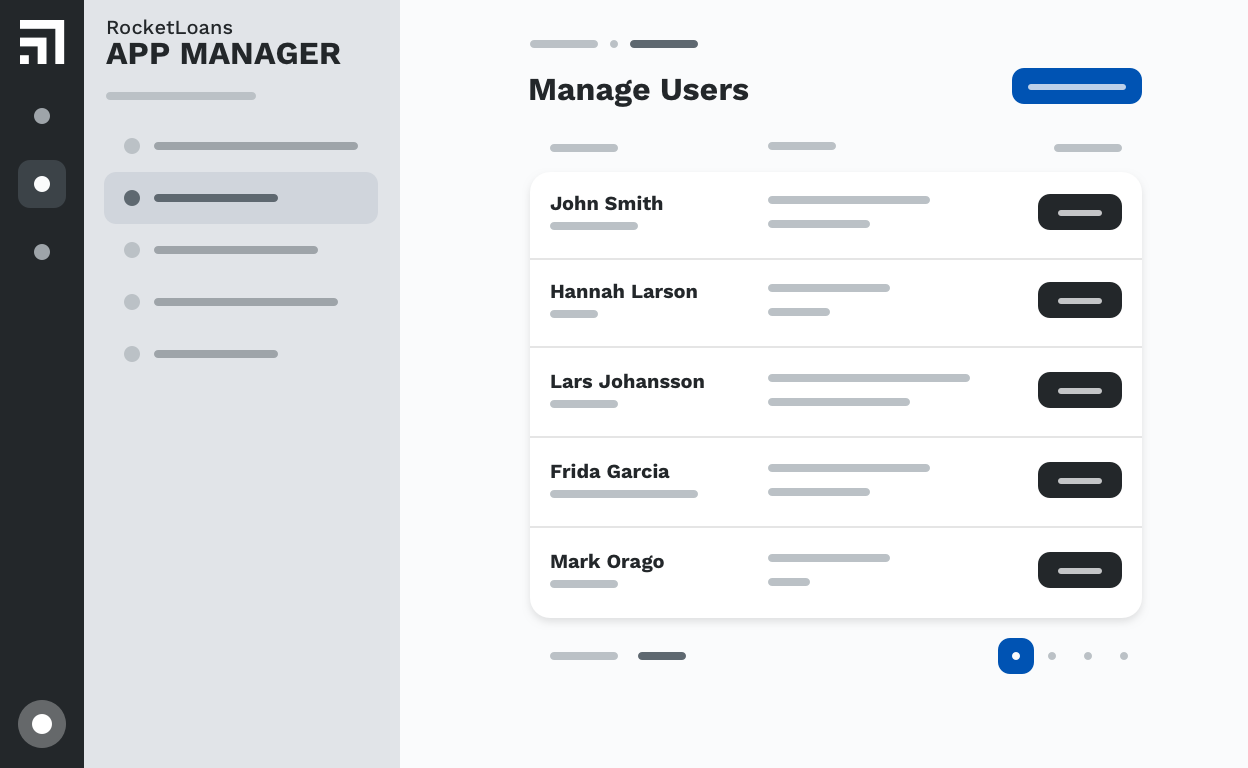 RocketLoans
APP MANAGER
Manage Users
John Smith
Hannah Larson
Lars Johansson
Frida Garcia
Mark Orago